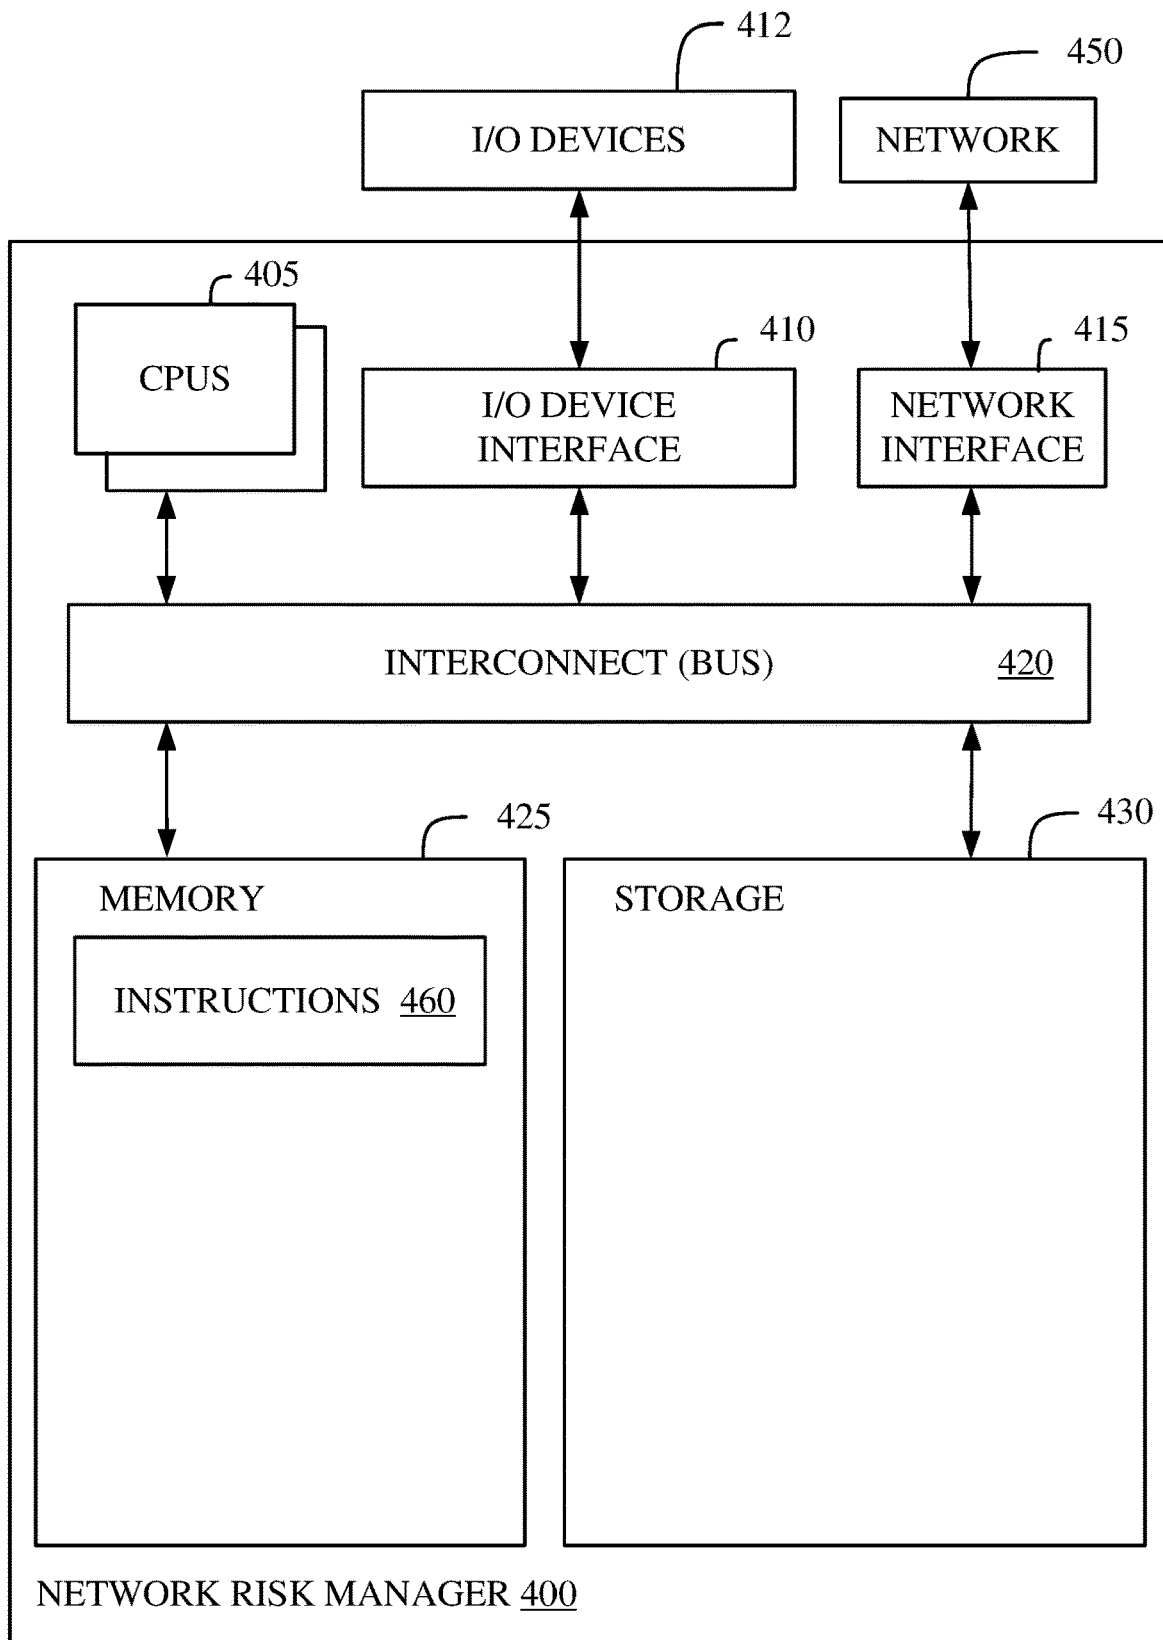 412
450
I/O DEVICES
NETWORK
405
410
415
CPUS
I/O DEVICE
INTERFACE
NETWORK
INTERFACE
INTERCONNECT (BUS) 420
425
430
MEMORY
STORAGE
INSTRUCTIONS 460
NETWORK RISK MANAGER 400